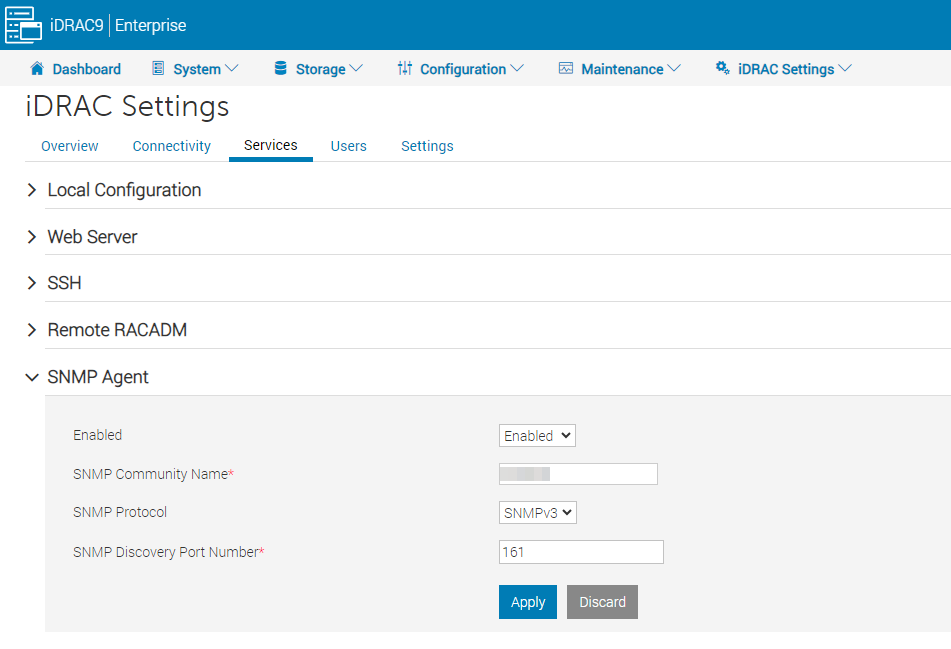 iDRAC9 | Enterprise
Dashboard System Storage Configuration Maintenance iDRAC Settings
iDRAC Settings
Overview Connectivity Services Users Settings
Local Configuration
Web Server
SSH
Remote RACADM
SNMP Agent
Enabled Enabled
SNMP Community Name*
SNMP Protocol SNMPv3
SNMP Discovery Port Number* 161
Apply Discard